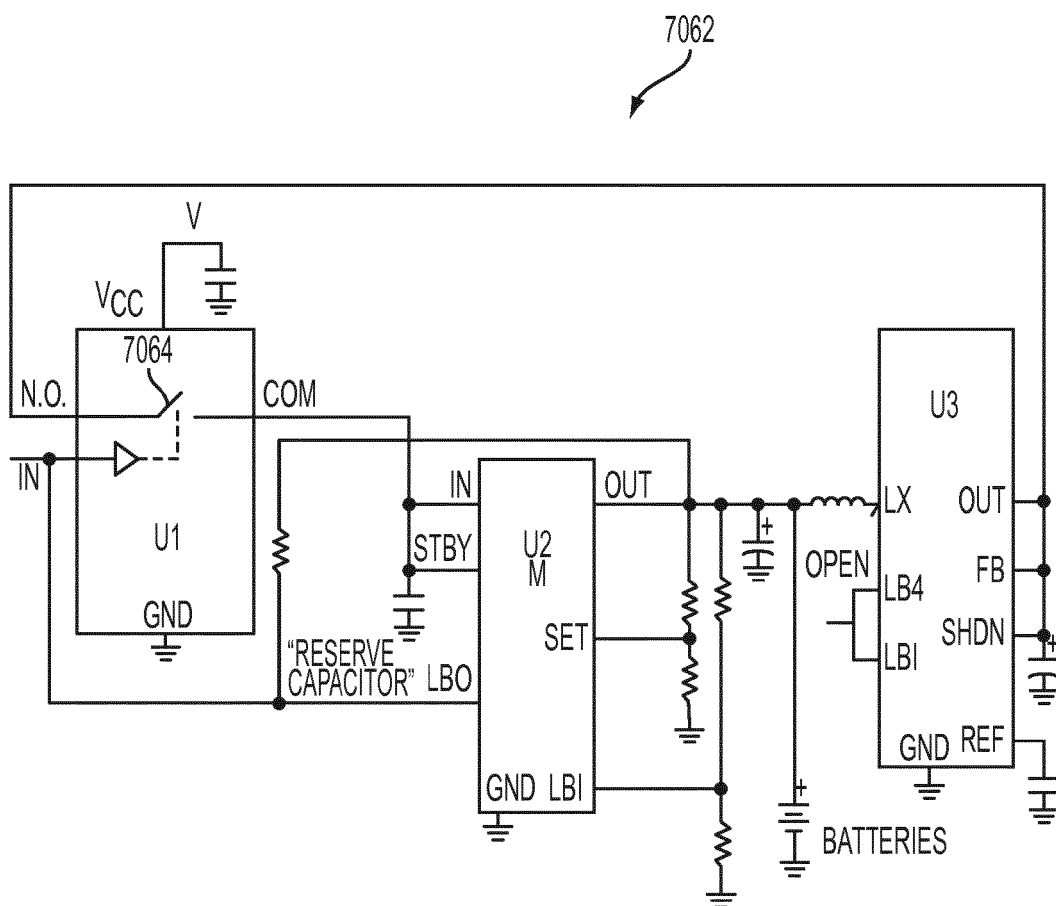 7062
V
VCC
7064
N.O.
COM
IN
U1
GND
IN
OUT
STBY
U2
M
SET
"RESERVE
CAPACITOR"
LBO
GND
LBI
U3
LX
OUT
OPEN
FB
LB4
SHDN
LBI
GND
REF
+
+
+
BATTERIES